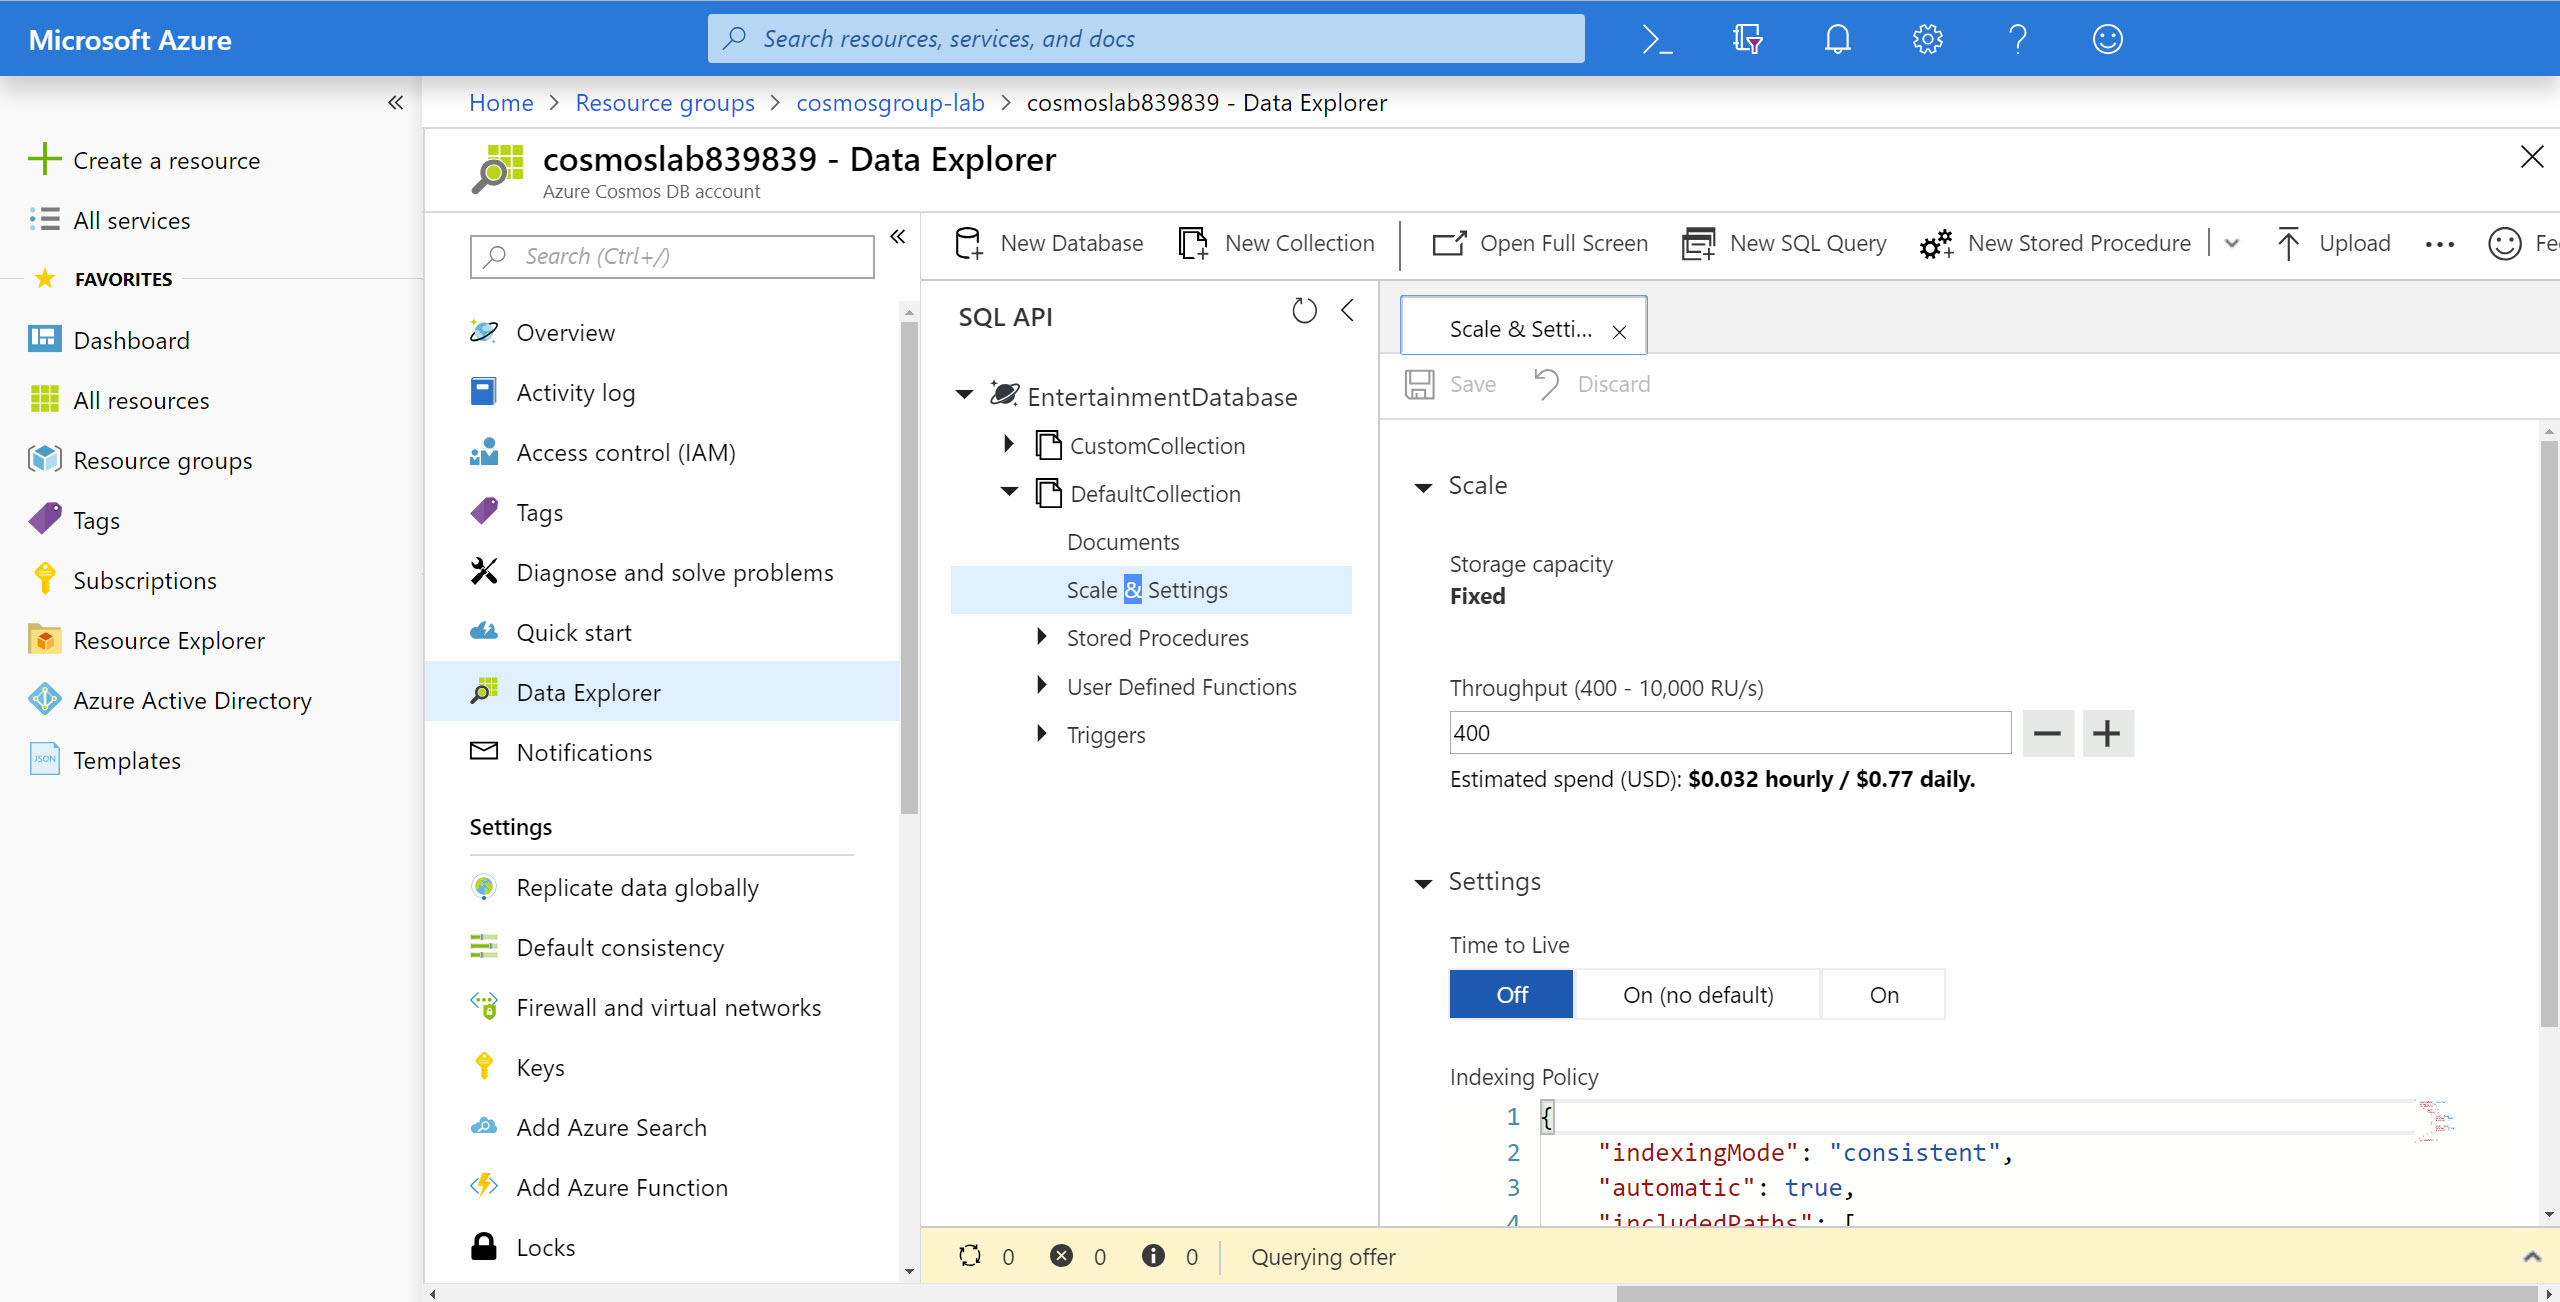 Microsoft Azure
Search resources, services, and docs
Home > Resource groups > cosmosgroup-lab > cosmoslab839839 - Data Explorer
Create a resource
All services
FAVORITES
Dashboard
All resources
Resource groups
Tags
Subscriptions
Resource Explorer
Azure Active Directory
JSON
Templates
cosmoslab839839 - Data Explorer
Azure Cosmos DB account
Search (Ctrl+/)
Overview
Activity log
Access control (IAM)
Tags
Diagnose and solve problems
Quick start
Data Explorer
Notifications
Settings
Replicate data globally
Default consistency
Firewall and virtual networks
Keys
Add Azure Search
Add Azure Function
Locks
New Database New Collection Open Full Screen New SQL Query New Stored Procedure Upload Fe
SQL API
EntertainmentDatabase
CustomCollection
DefaultCollection
Documents
Scale & Settings
Stored Procedures
User Defined Functions
Triggers
Scale & Setti...
Save Discard
Scale
Storage capacity
Fixed
Throughput (400 - 10,000 RU/s)
400
Estimated spend (USD): $0.032 hourly / $0.77 daily.
Settings
Time to Live
Off On (no default) On
Indexing Policy
1 {
2 "indexingMode": "consistent",
3 "automatic": true,
4 "includedPaths": [
0 0 0 Querying offer